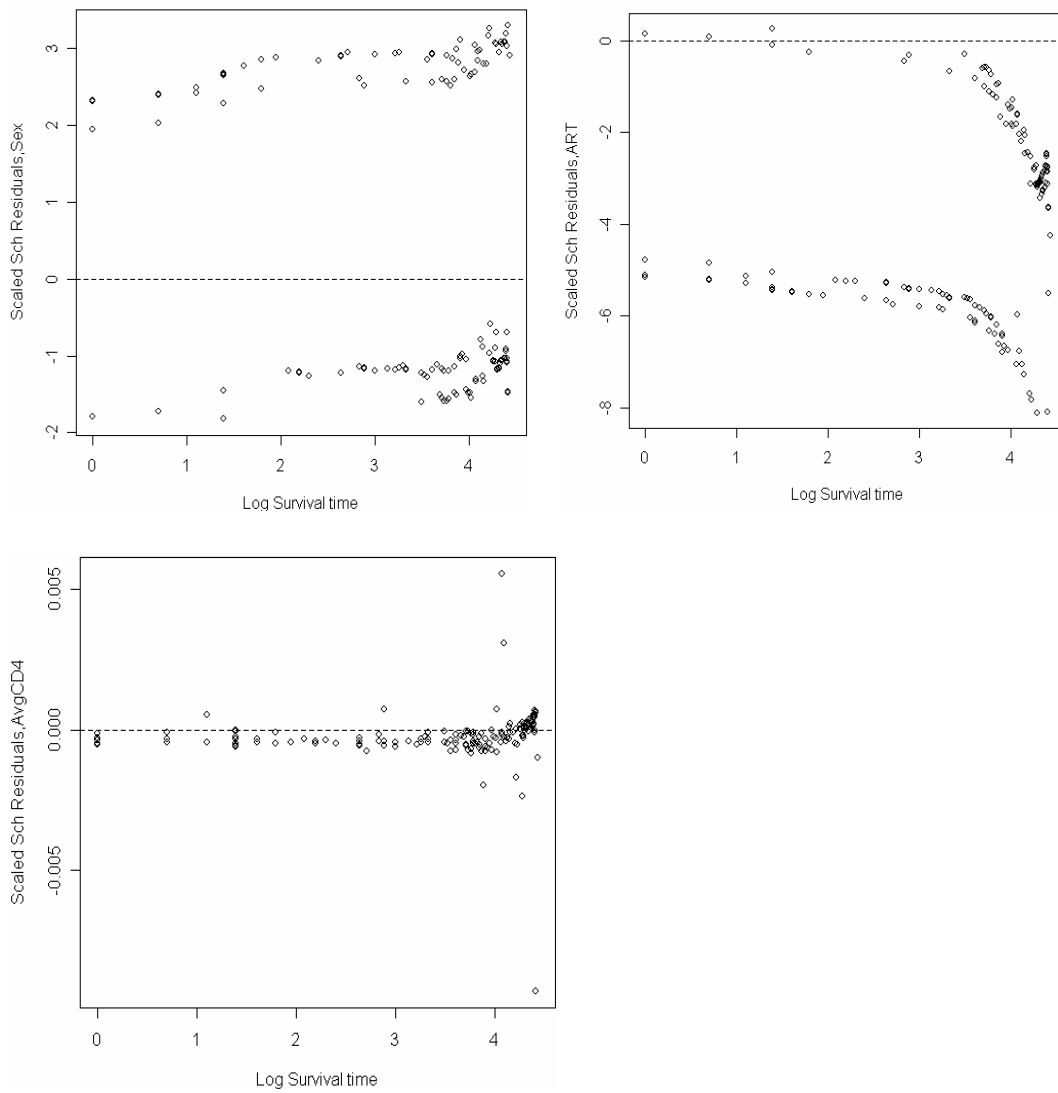 3
2
1
0
-1
-2
Scaled Sch Residuals,Sex
0 1 2 3 4
Log Survival time
0
-2
-4
-6
-8
Scaled Sch Residuals,ART
0 1 2 3 4
Log Survival time
0.005
0.000
-0.005
Scaled Sch Residuals,AvgCD4
0 1 2 3 4
Log Survival time